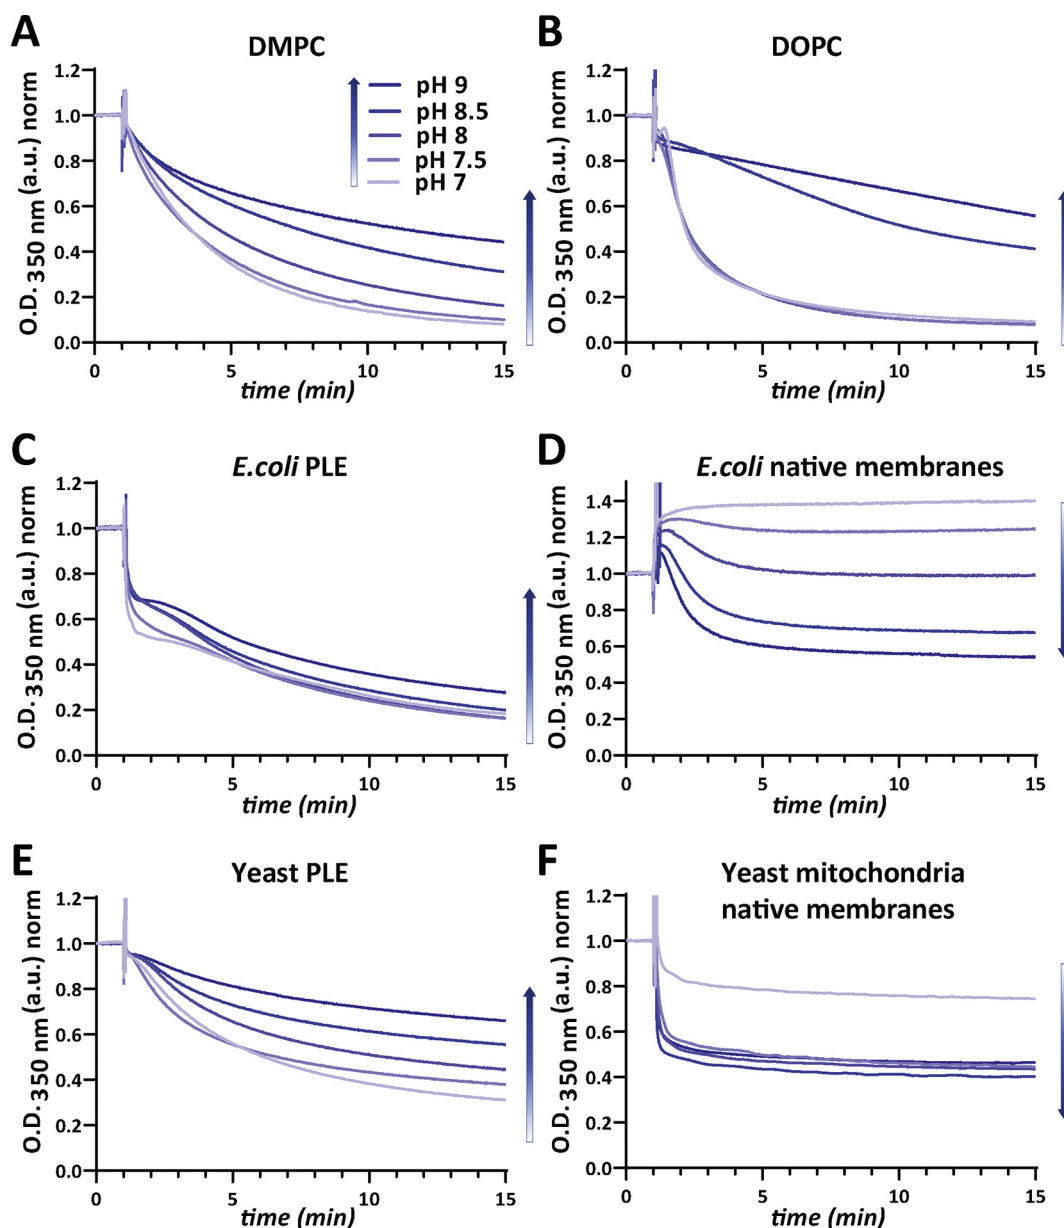 A
DMPC
1.2
1.0
0.8
0.6
0.4
0.2
0.0
O.D. 350 nm (a.u.) norm
pH 9
pH 8.5
pH 8
pH 7.5
pH 7
0 5 10 15
time (min)
B
DOPC
1.2
1.0
0.8
0.6
0.4
0.2
0.0
O.D. 350 nm (a.u.) norm
0 5 10 15
time (min)
C
E.coli PLE
1.2
1.0
0.8
0.6
0.4
0.2
0.0
O.D. 350 nm (a.u.) norm
0 5 10 15
time (min)
D
E.coli native membranes
1.4
1.2
1.0
0.8
0.6
0.4
0.2
0.0
O.D. 350 nm (a.u.) norm
0 5 10 15
time (min)
E
Yeast PLE
1.2
1.0
0.8
0.6
0.4
0.2
0.0
O.D. 350 nm (a.u.) norm
0 5 10 15
time (min)
F
Yeast mitochondria
native membranes
1.2
1.0
0.8
0.6
0.4
0.2
0.0
O.D. 350 nm (a.u.) norm
0 5 10 15
time (min)